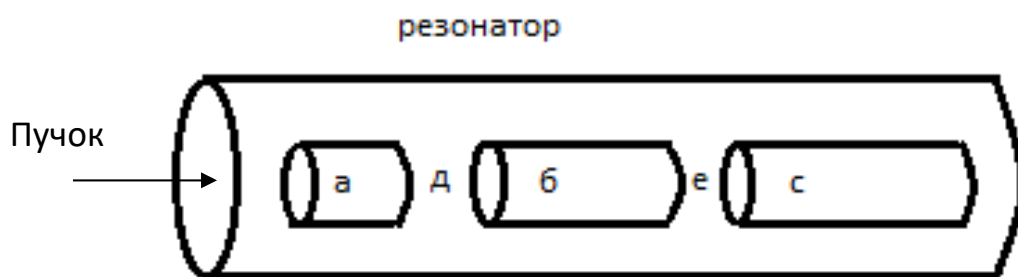 резонатор
Пучок
а д б е с